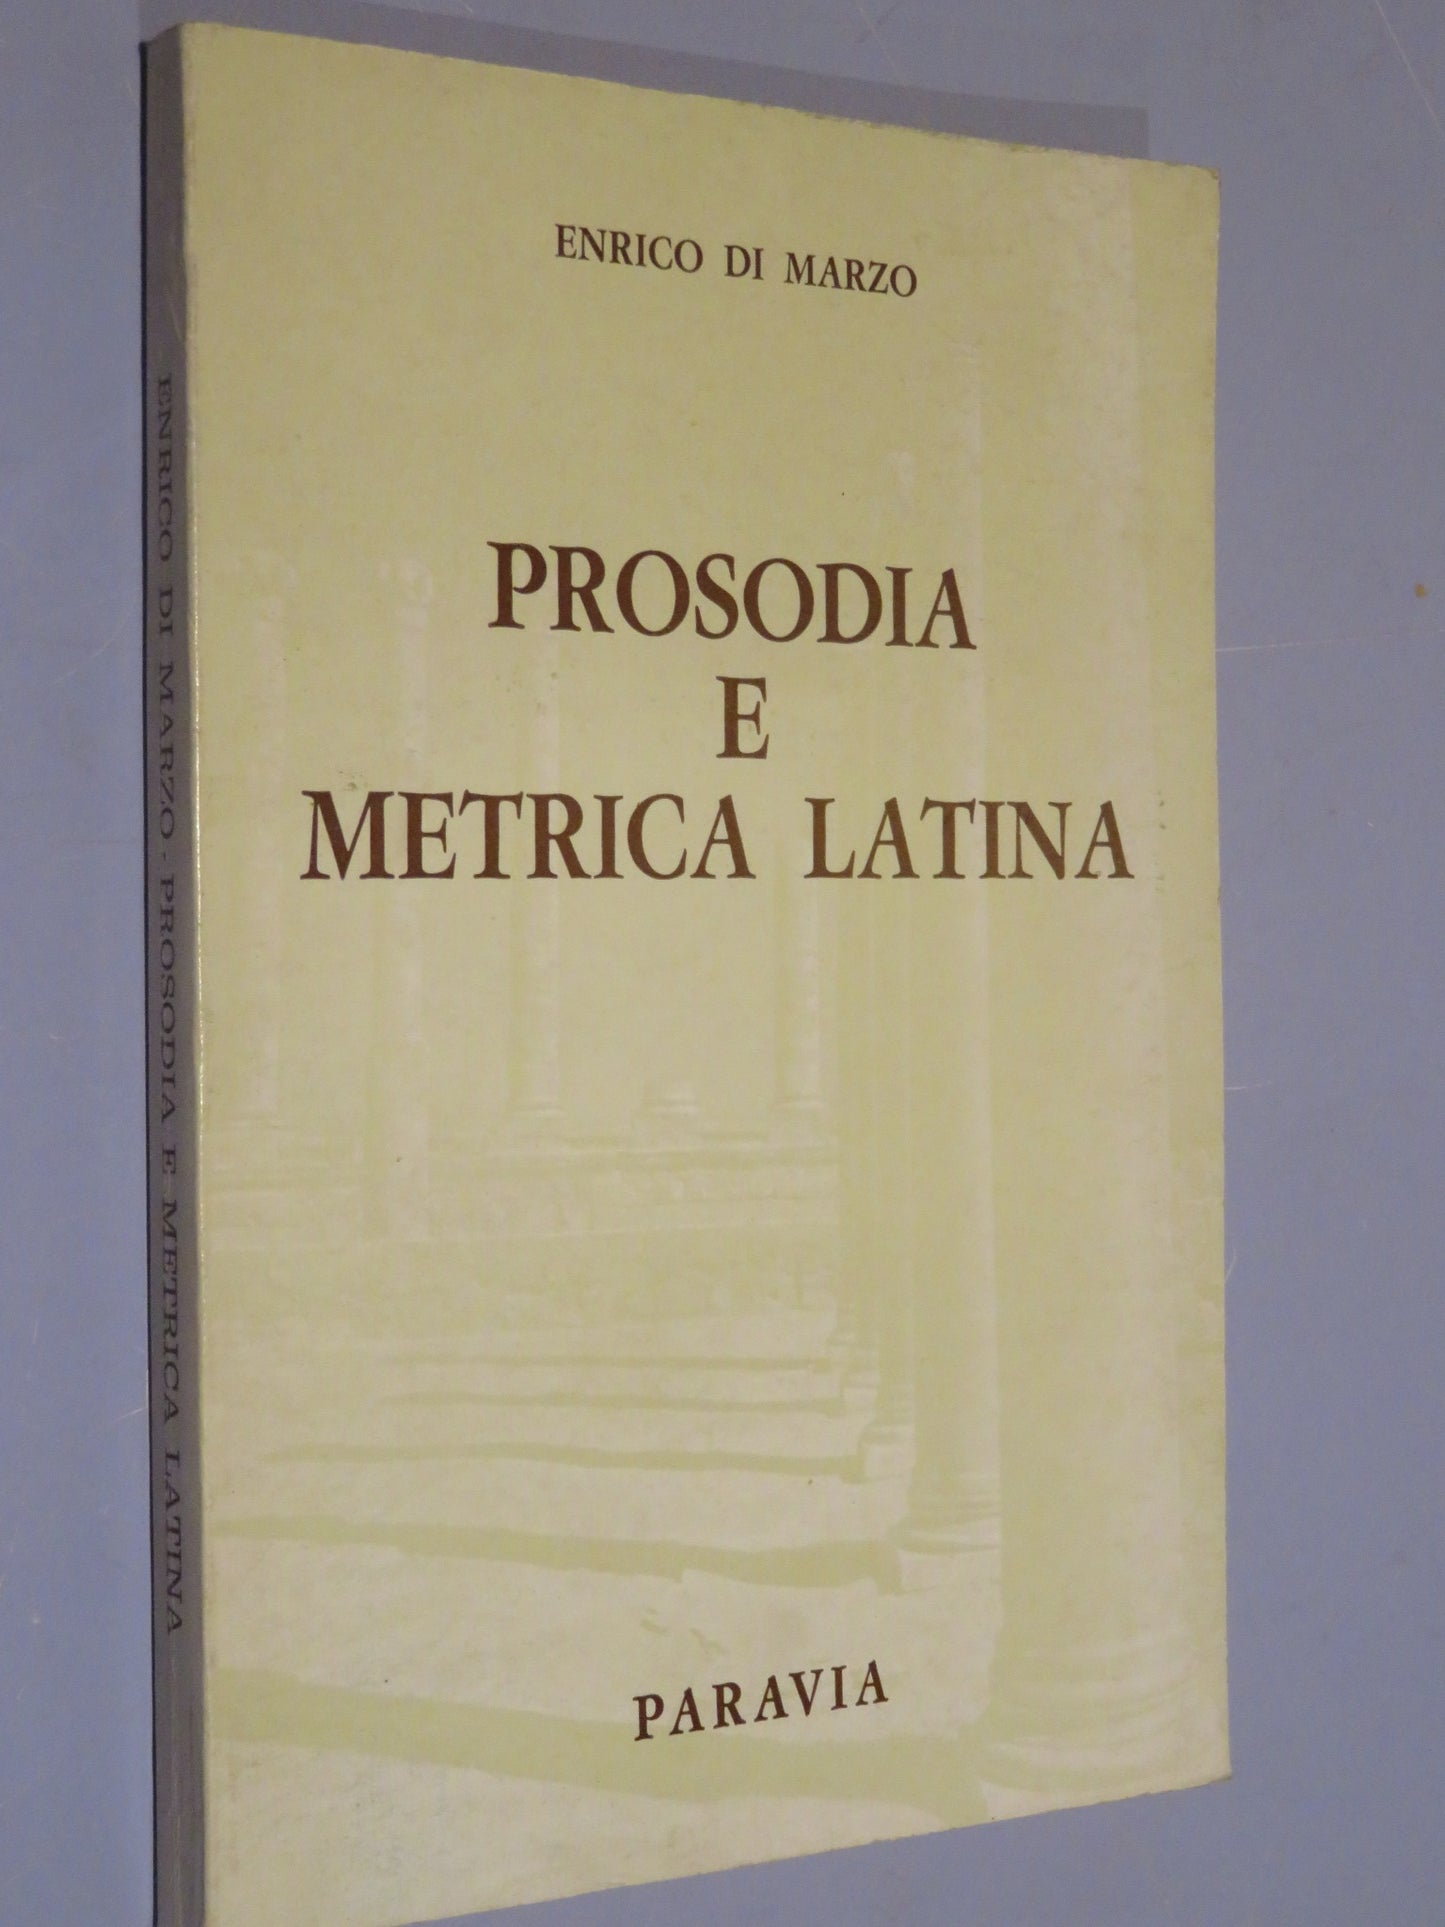 ENRICO DI MARZO
PROSODIA
E
METRICA LATINA
PARAVIA
ENRICO DI MARZO - PROSODIA E METRICA LATINA